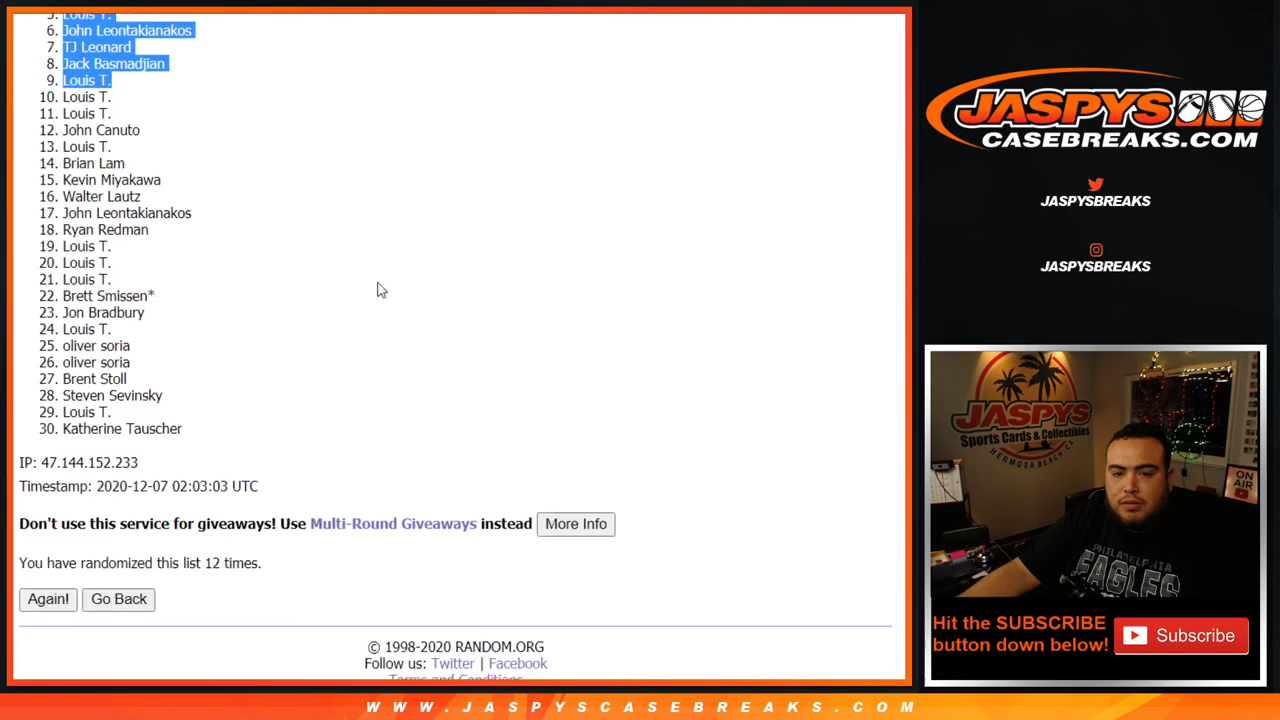 5. Louis T.
6. John Leontakianakos
7. TJ Leonard
8. Jack Basmadjian
9. Louis T.
10. Louis T.
11. Louis T.
12. John Canuto
13. Louis T.
14. Brian Lam
15. Kevin Miyakawa
16. Walter Lautz
17. John Leontakianakos
18. Ryan Redman
19. Louis T.
20. Louis T.
21. Louis T.
22. Brett Smissen*
23. Jon Bradbury
24. Louis T.
25. oliver soria
26. oliver soria
27. Brent Stoll
28. Steven Sevinsky
29. Louis T.
30. Katherine Tauscher
IP: 47.144.152.233
Timestamp: 2020-12-07 02:03:03 UTC
Don't use this service for giveaways! Use Multi-Round Giveaways instead More Info
You have randomized this list 12 times.
Again! Go Back
© 1998-2020 RANDOM.ORG
Follow us: Twitter | Facebook
Terms and Conditions
JASPYS
CASEBREAKS.COM
JASPYSBREAKS
JASPYSBREAKS
JASPYS
Sports Cards & Collectibles
HERMOSA BEACH, CA
ON
AIR
PHILADELPHIA
EAGLES
Hit the SUBSCRIBE
button down below!
Subscribe
WWW.JASPYSCASEBREAKS.COM